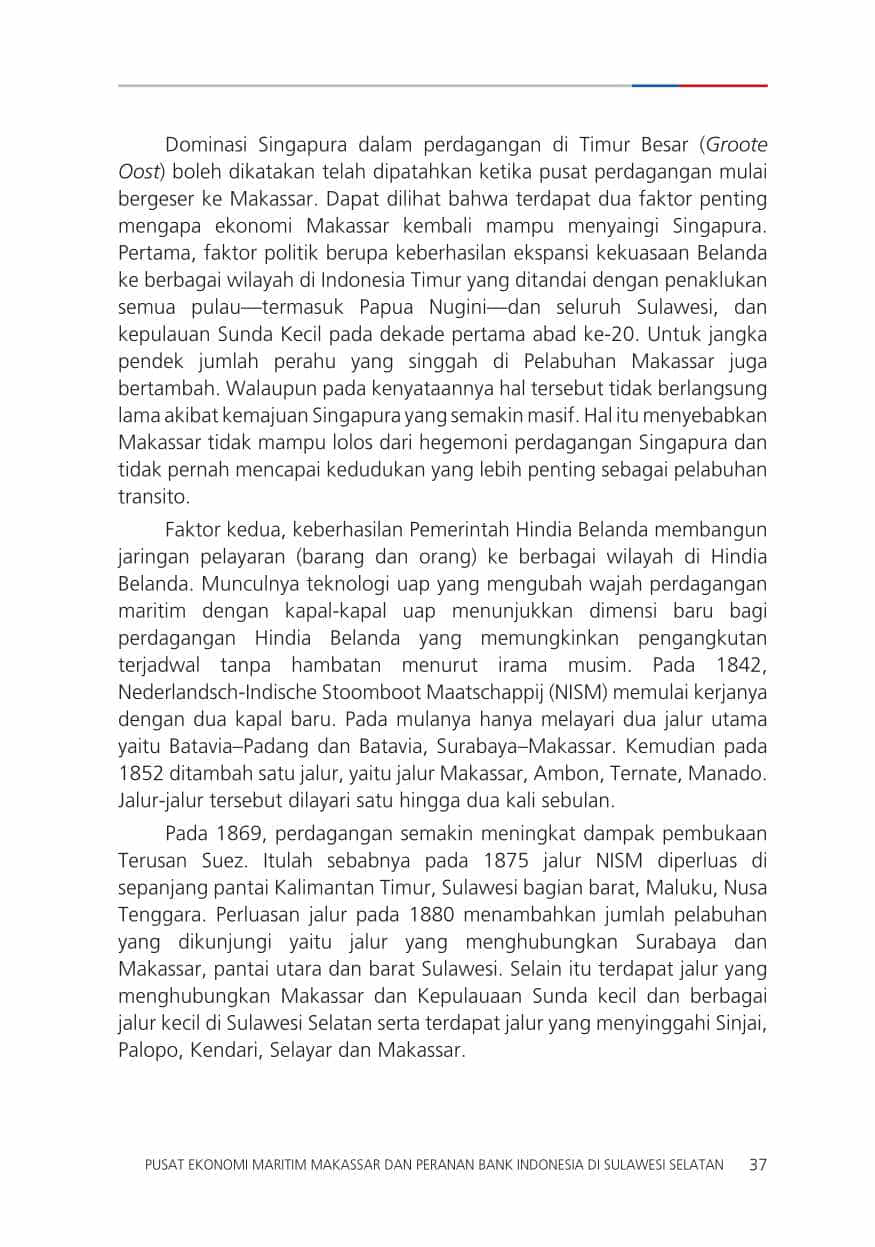 Dominasi Singapura dalam perdagangan di Timur Besar (Groote
Oost) boleh dikatakan telah dipatahkan ketika pusat perdagangan mulai
bergeser ke Makassar. Dapat dilihat bahwa terdapat dua faktor penting
mengapa ekonomi Makassar kembali mampu menyaingi Singapura.
Pertama, faktor politik berupa keberhasilan ekspansi kekuasaan Belanda
ke berbagai wilayah di Indonesia Timur yang ditandai dengan penaklukan
semua pulau—termasuk Papua Nugini—dan seluruh Sulawesi, dan
kepulauan Sunda Kecil pada dekade pertama abad ke-20. Untuk jangka
pendek jumlah perahu yang singgah di Pelabuhan Makassar juga
bertambah. Walaupun pada kenyataannya hal tersebut tidak berlangsung
lama akibat kemajuan Singapura yang semakin masif. Hal itu menyebabkan
Makassar tidak mampu lolos dari hegemoni perdagangan Singapura dan
tidak pernah mencapai kedudukan yang lebih penting sebagai pelabuhan
transito.
Faktor kedua, keberhasilan Pemerintah Hindia Belanda membangun
jaringan pelayaran (barang dan orang) ke berbagai wilayah di Hindia
Belanda. Munculnya teknologi uap yang mengubah wajah perdagangan
maritim dengan kapal-kapal uap menunjukkan dimensi baru bagi
perdagangan Hindia Belanda yang memungkinkan pengangkutan
terjadwal tanpa hambatan menurut irama musim. Pada 1842,
Nederlandsch-Indische Stoomboot Maatschappij (NISM) memulai kerjanya
dengan dua kapal baru. Pada mulanya hanya melayari dua jalur utama
yaitu Batavia–Padang dan Batavia, Surabaya–Makassar. Kemudian pada
1852 ditambah satu jalur, yaitu jalur Makassar, Ambon, Ternate, Manado.
Jalur-jalur tersebut dilayari satu hingga dua kali sebulan.
Pada 1869, perdagangan semakin meningkat dampak pembukaan
Terusan Suez. Itulah sebabnya pada 1875 jalur NISM diperluas di
sepanjang pantai Kalimantan Timur, Sulawesi bagian barat, Maluku, Nusa
Tenggara. Perluasan jalur pada 1880 menambahkan jumlah pelabuhan
yang dikunjungi yaitu jalur yang menghubungkan Surabaya dan
Makassar, pantai utara dan barat Sulawesi. Selain itu terdapat jalur yang
menghubungkan Makassar dan Kepulauaan Sunda kecil dan berbagai
jalur kecil di Sulawesi Selatan serta terdapat jalur yang menyinggahi Sinjai,
Palopo, Kendari, Selayar dan Makassar.
PUSAT EKONOMI MARITIM MAKASSAR DAN PERANAN BANK INDONESIA DI SULAWESI SELATAN 37